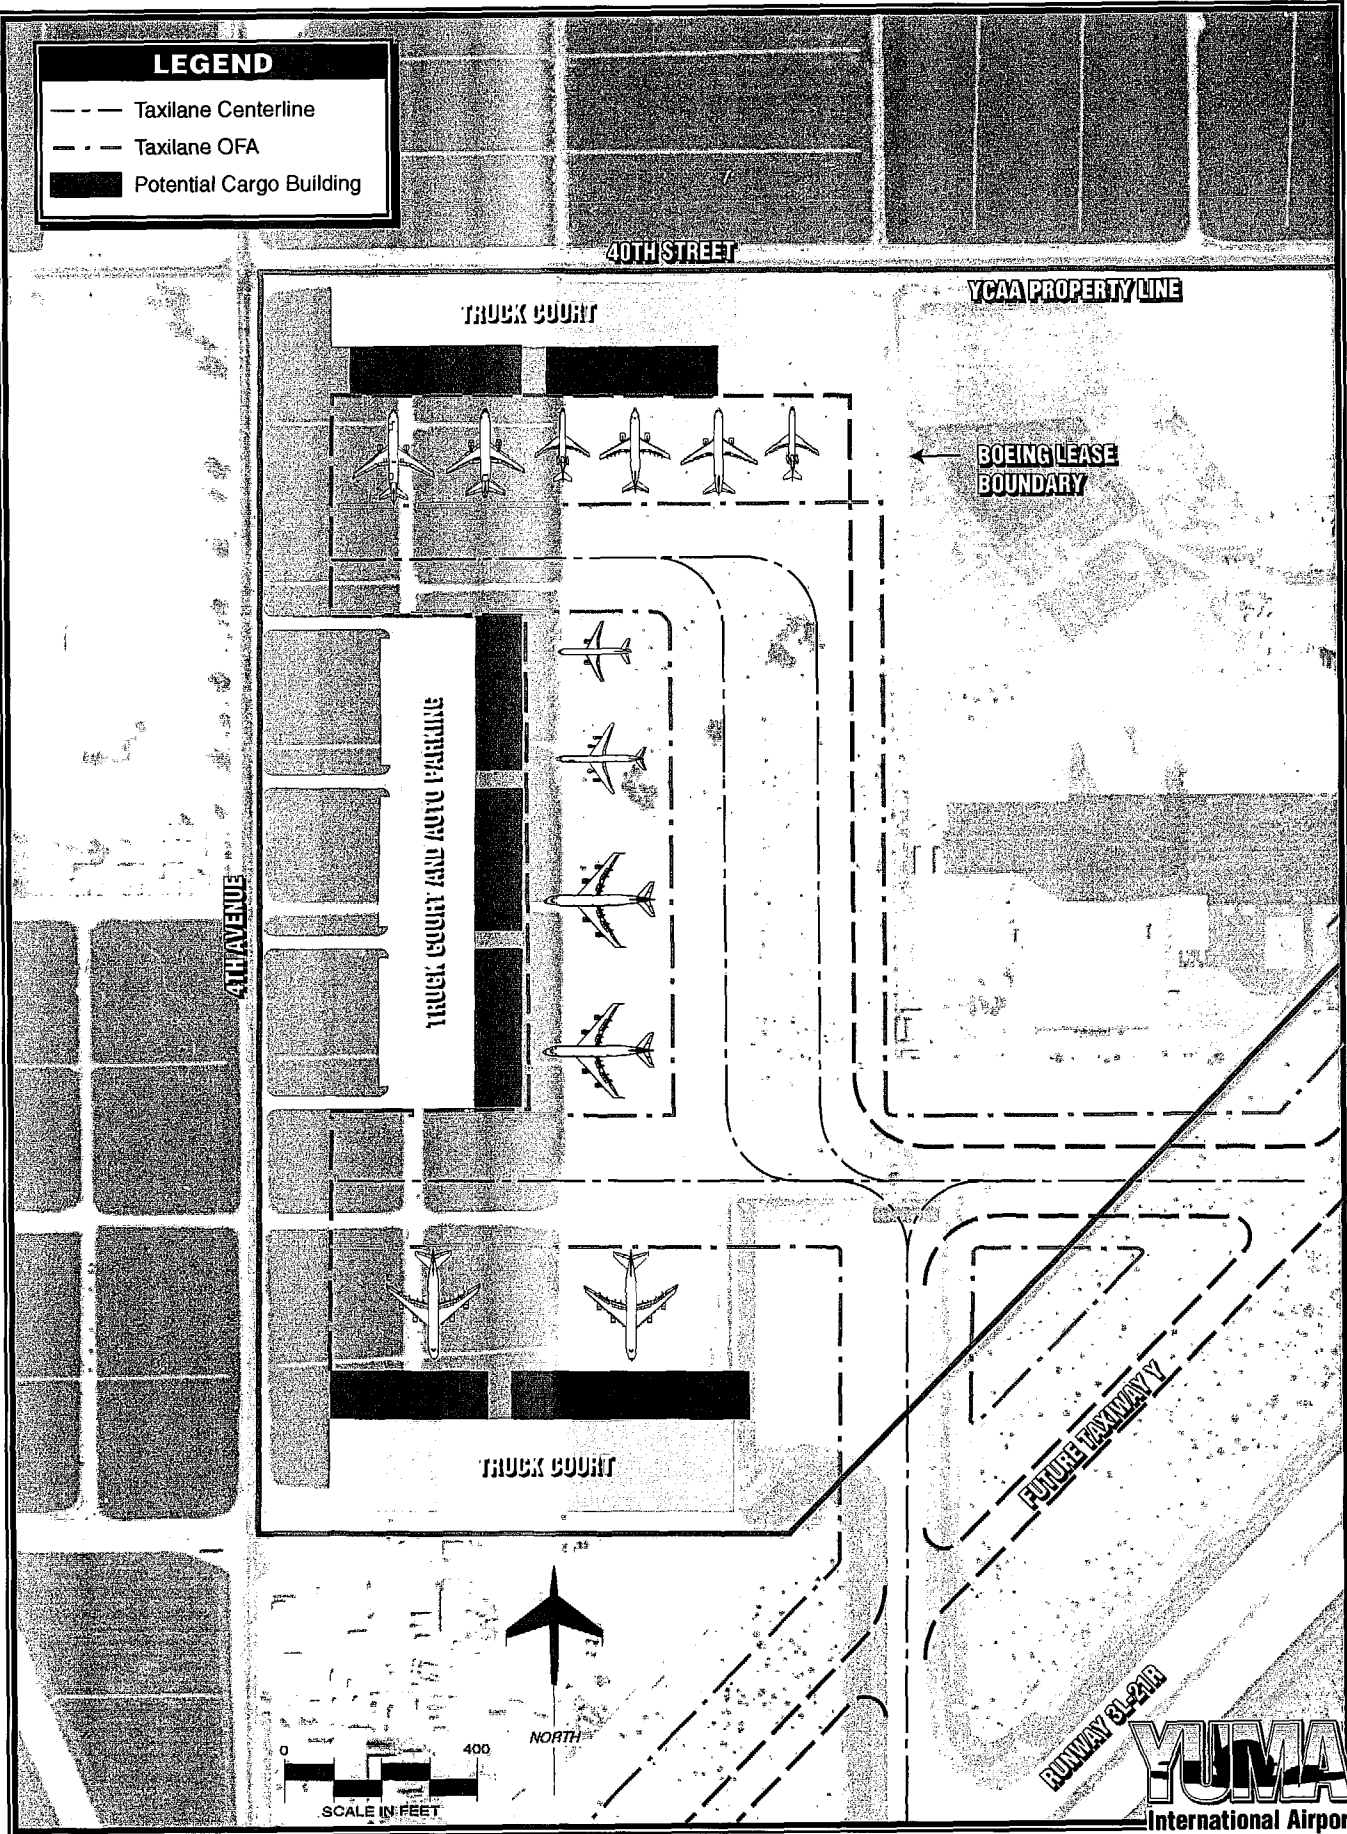 LEGEND
Taxilane Centerline
Taxilane OFA
Potential Cargo Building
40TH STREET
YCAA PROPERTY LINE
TRUCK COURT
BOEING LEASE
BOUNDARY
TRUCK COURT AND AUTO PARKING
4TH AVENUE
FUTURE TAXIWAY Y
TRUCK COURT
RUNWAY 3L-21R
NORTH
0 400
SCALE IN FEET
YUMA
International Airpor